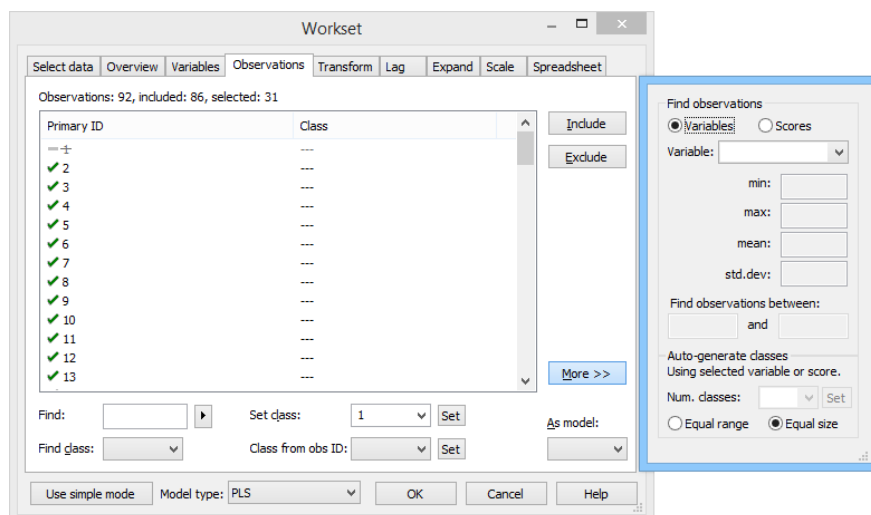 Workset
Select data Overview Variables Observations Transform Lag Expand Scale Spreadsheet
Observations: 92, included: 86, selected: 31
Primary ID Class
1 ---
2 ---
3 ---
4 ---
5 ---
6 ---
7 ---
8 ---
9 ---
10 ---
11 ---
12 ---
13 ---
Include
Exclude
More >>
Find: Set class: 1 Set
As model:
Find class: Class from obs ID: Set
Use simple mode Model type: PLS OK Cancel Help
Find observations
Variables Scores
Variable:
min:
max:
mean:
std.dev:
Find observations between:
and
Auto-generate classes
Using selected variable or score.
Num. classes: Set
Equal range Equal size